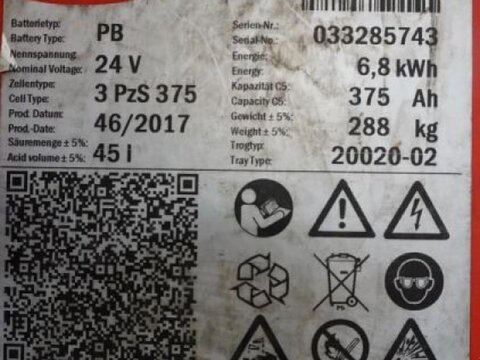 Batterietyp:
Battery Type: PB
Nennspannung:
Nominal Voltage: 24 V
Zellentype:
Cell Type: 3 PzS 375
Prod. Datum:
Prod.-Date: 46/2017
Säuremenge ± 5%:
Acid volume ± 5%: 45 l
Serien-Nr.:
Serial-No.: 033285743
Energie:
Energy: 6,8 kWh
Kapazität C5:
Capacity C5: 375 Ah
Gewicht ± 5%:
Weight ± 5%: 288 kg
Trogtyp:
Tray Type: 20020-02
Pb